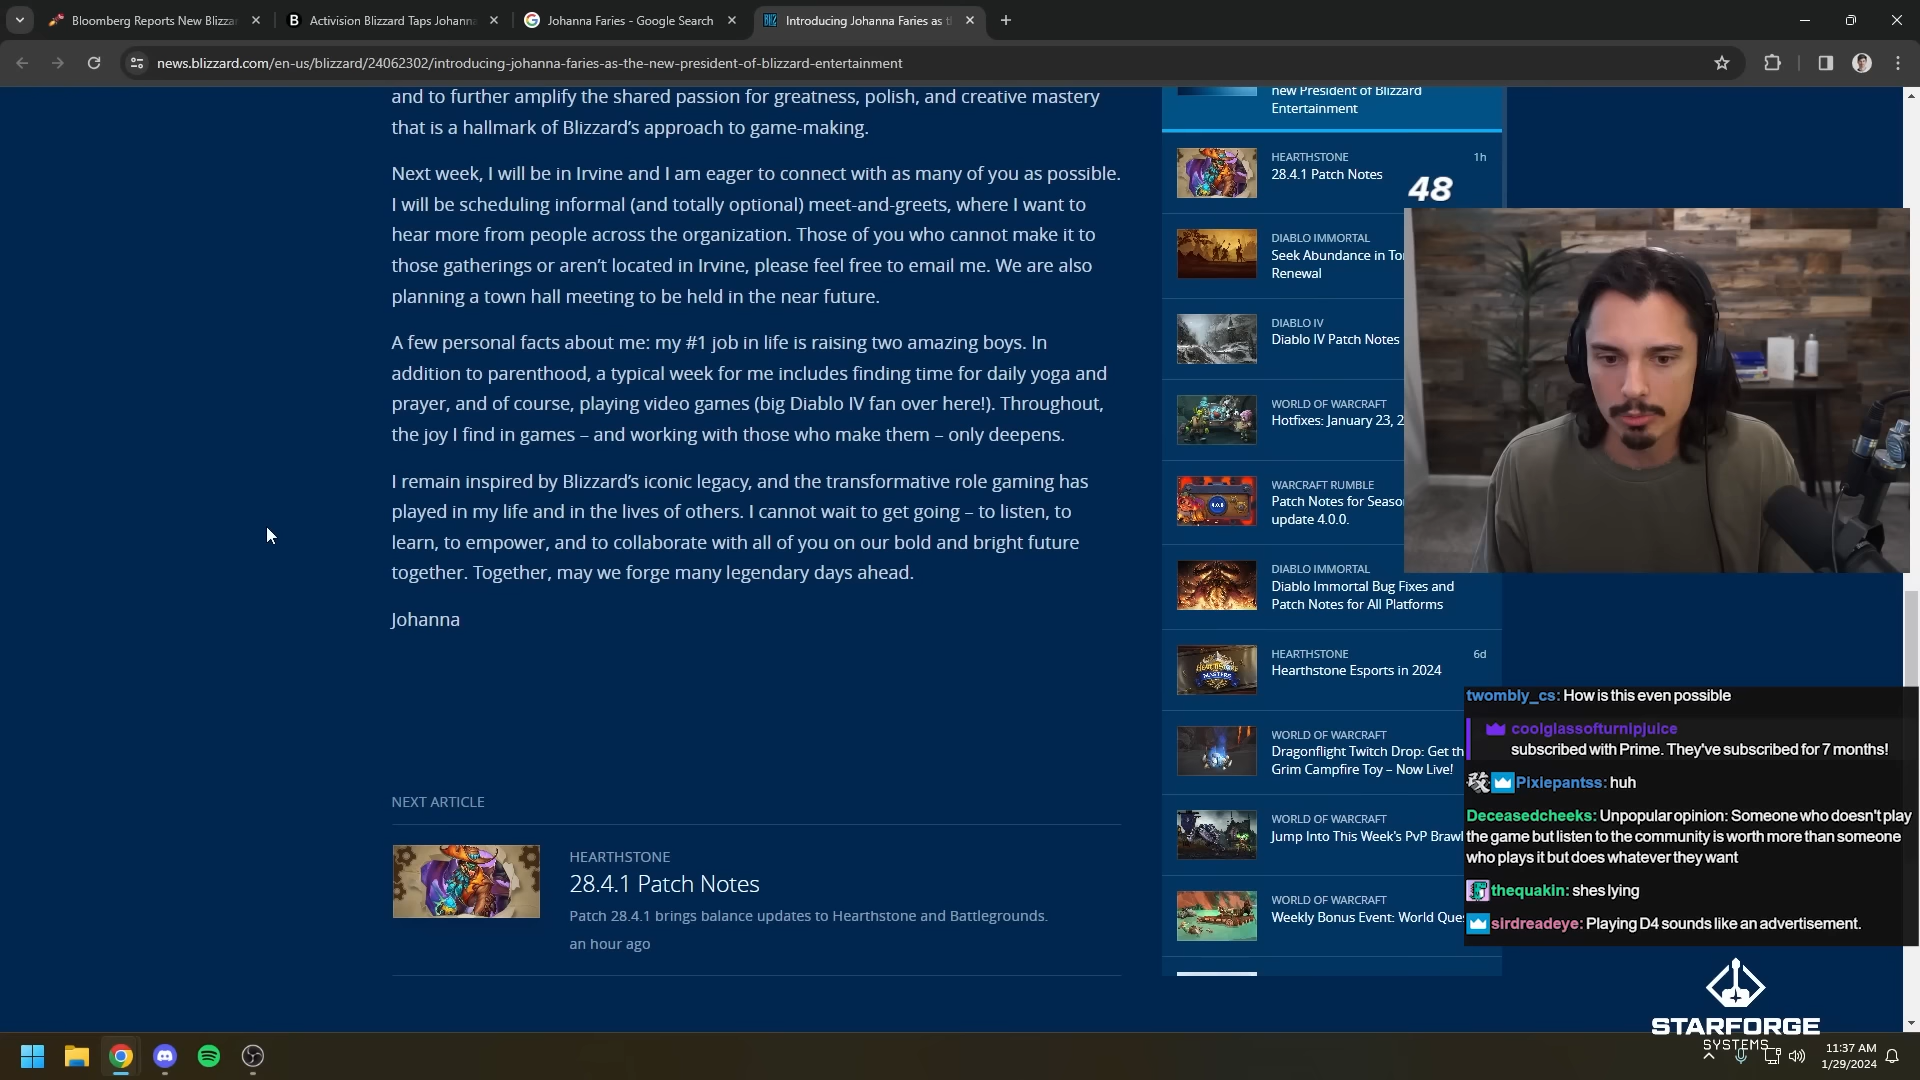 Bloomberg Reports New Blizzar
Activision Blizzard Taps Johanna
Johanna Faries - Google Search
Introducing Johanna Faries as t
news.blizzard.com/en-us/blizzard/24062302/introducing-johanna-faries-as-the-new-president-of-blizzard-entertainment
and to further amplify the shared passion for greatness, polish, and creative mastery
that is a hallmark of Blizzard’s approach to game-making.
Next week, I will be in Irvine and I am eager to connect with as many of you as possible.
I will be scheduling informal (and totally optional) meet-and-greets, where I want to
hear more from people across the organization. Those of you who cannot make it to
those gatherings or aren’t located in Irvine, please feel free to email me. We are also
planning a town hall meeting to be held in the near future.
A few personal facts about me: my #1 job in life is raising two amazing boys. In
addition to parenthood, a typical week for me includes finding time for daily yoga and
prayer, and of course, playing video games (big Diablo IV fan over here!). Throughout,
the joy I find in games – and working with those who make them – only deepens.
I remain inspired by Blizzard’s iconic legacy, and the transformative role gaming has
played in my life and in the lives of others. I cannot wait to get going – to listen, to
learn, to empower, and to collaborate with all of you on our bold and bright future
together. Together, may we forge many legendary days ahead.
Johanna
NEXT ARTICLE
HEARTHSTONE
28.4.1 Patch Notes
Patch 28.4.1 brings balance updates to Hearthstone and Battlegrounds.
an hour ago
new President of Blizzard
Entertainment
HEARTHSTONE 1h
28.4.1 Patch Notes
48
DIABLO IMMORTAL
Seek Abundance in To
Renewal
DIABLO IV
Diablo IV Patch Notes
WORLD OF WARCRAFT
Hotfixes: January 23, 2
WARCRAFT RUMBLE
Patch Notes for Seaso
update 4.0.0.
DIABLO IMMORTAL
Diablo Immortal Bug Fixes and
Patch Notes for All Platforms
HEARTHSTONE 6d
Hearthstone Esports in 2024
WORLD OF WARCRAFT
Dragonflight Twitch Drop: Get th
Grim Campfire Toy – Now Live!
WORLD OF WARCRAFT
Jump Into This Week's PvP Brawl
WORLD OF WARCRAFT
Weekly Bonus Event: World Que
twombly_cs: How is this even possible
coolglassofturnipjuice
subscribed with Prime. They've subscribed for 7 months!
Pixiepantss: huh
Deceasedcheeks: Unpopular opinion: Someone who doesn't play
the game but listen to the community is worth more than someone
who plays it but does whatever they want
thequakin: shes lying
sirdreadeye: Playing D4 sounds like an advertisement.
STARFORGE
SYSTEMS
11:37 AM
1/29/2024